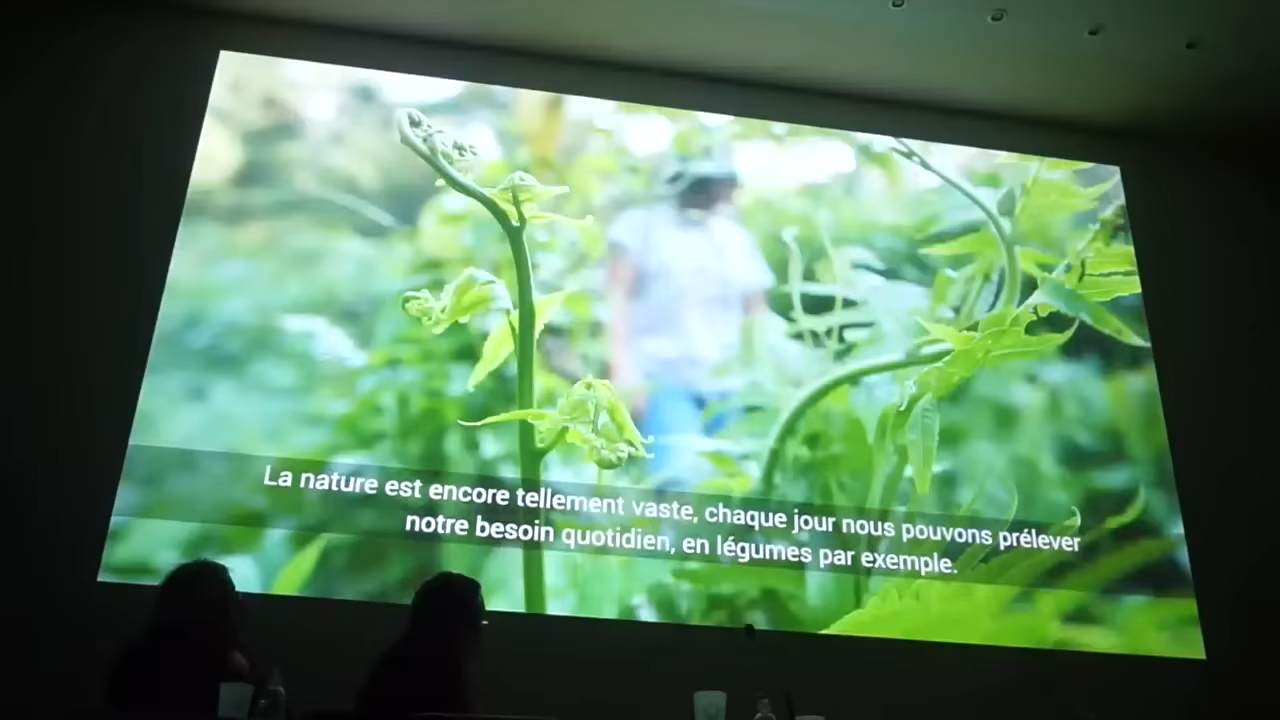 La nature est encore tellement vaste, chaque jour nous pouvons prélever
notre besoin quotidien, en légumes par exemple.